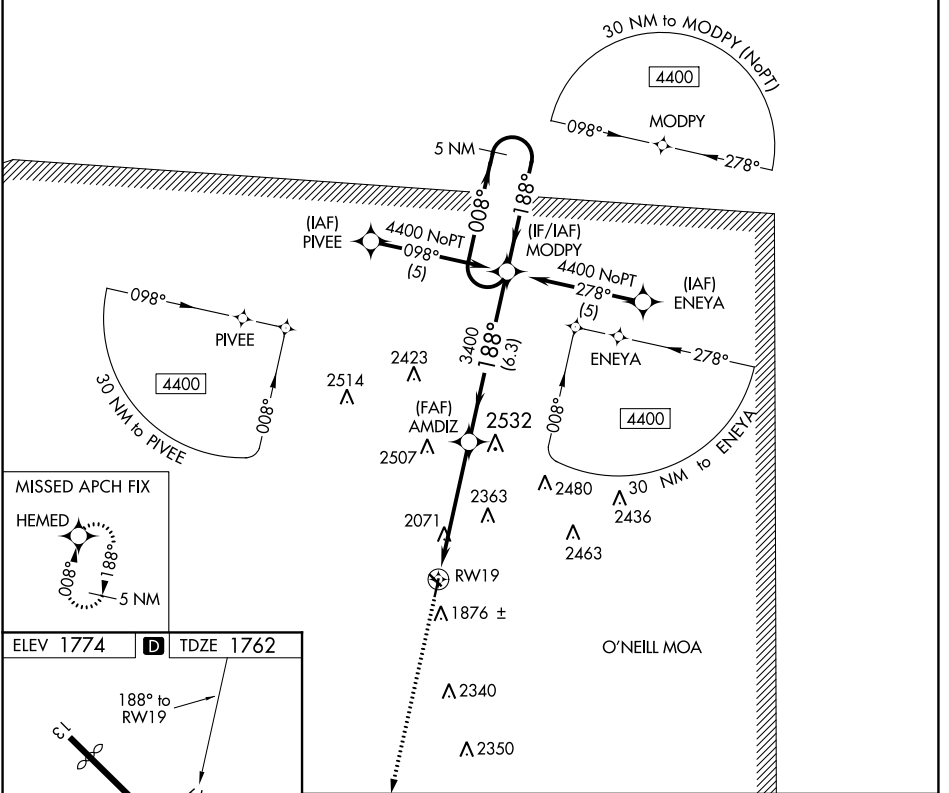 30 NM to MODPY (NoPT)
4400
MODPY
098°
278°
5 NM
008°
188°
(IAF)
PIVEE
4400 NoPT
098°
(5)
(IF/IAF)
MODPY
4400 NoPT
278°
(5)
(IAF)
ENEYA
098°
PIVEE
4400
008°
30 NM to PIVEE
3400
188°
(6.3)
ENEYA
278°
008°
4400
30 NM to ENEYA
2423
2514
(FAF)
AMDIZ
2532
2507
2480
2436
2363
2071
2463
MISSED APCH FIX
HEMED
008°
188°
5 NM
RW19
1876 ±
O'NEILL MOA
2340
2350
ELEV 1774
D
TDZE 1762
188° to
RW19
13